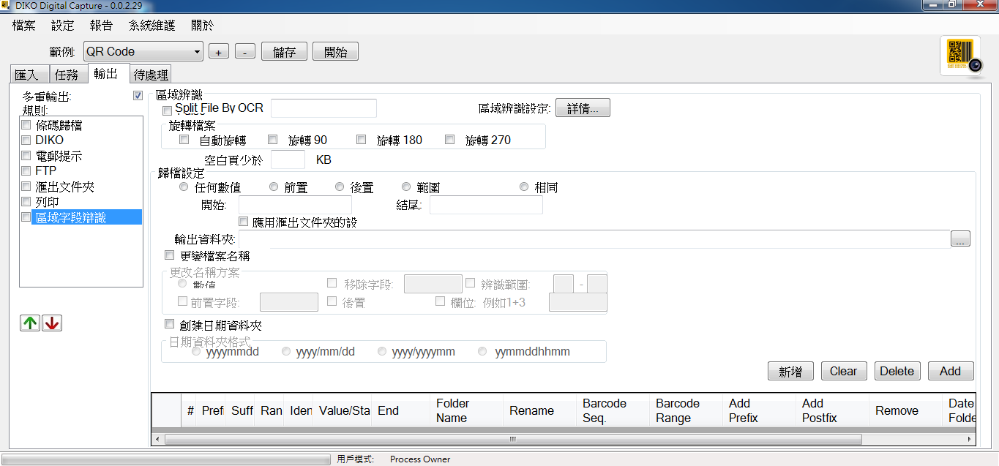 DIKO Digital Capture - 0.0.2.29
檔案 設定 報告 系統維護 關於
範例: QR Code + - 儲存 開始
匯入 任務 輸出 待處理
多重輸出:
規則:
條碼歸檔
DIKO
電郵提示
FTP
滙出文件夾
列印
區域字段辯識
區域辨識
Split File By OCR 區域辨識設定: 詳情...
旋轉檔案
自動旋轉 旋轉 90 旋轉 180 旋轉 270
空白頁少於 KB
歸檔設定
任何數值 前置 後置 範圍 相同
開始: 結尾:
應用滙出文件夾的設
輸出資料夾: ...
更變檔案名稱
更改名稱方案
數值 移除字段: 辨識範圍: -
前置字段: 後置 欄位: 例如1+3
創建日期資料夾
日期資料夾格式
yyyymmdd yyyy/mm/dd yyyy/yyyymm yymmddhhmm
新增 Clear Delete Add
# Pref Suff Ran Iden Value/Sta End Folder Name Rename Barcode Seq. Barcode Range Add Prefix Add Postfix Remove Date Folde
用戶模式: Process Owner